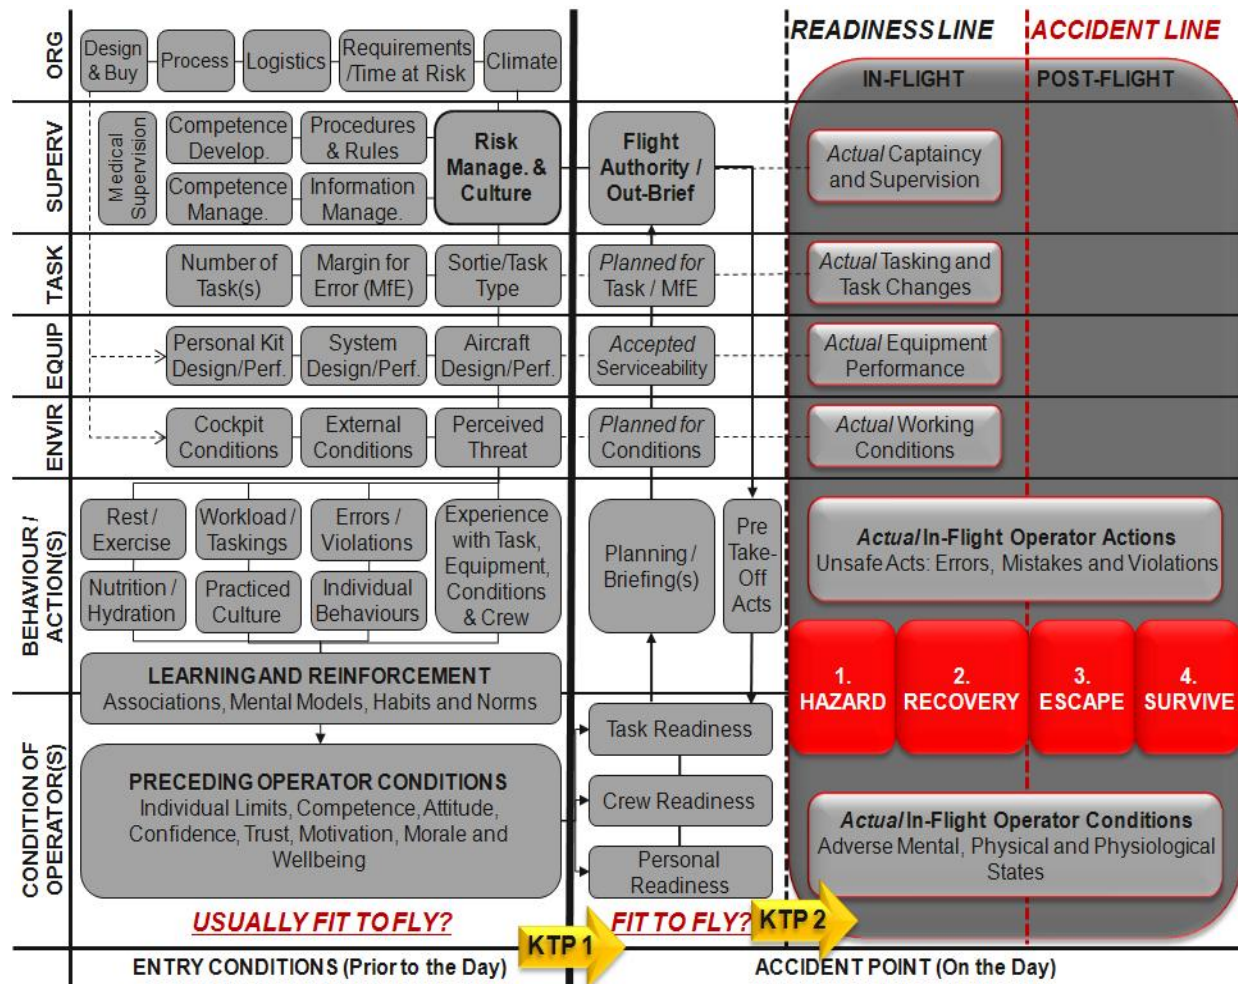 READINESS LINE
ACCIDENT LINE
ORG
Design
& Buy
Process
Logistics
Requirements
/Time at Risk
Climate
IN-FLIGHT
POST-FLIGHT
SUPERV
Medical
Supervision
Competence
Develop.
Procedures
& Rules
Competence
Manage.
Information
Manage.
Risk
Manage. &
Culture
Flight
Authority /
Out-Brief
Actual Captaincy
and Supervision
TASK
Number of
Task(s)
Margin for
Error (MfE)
Sortie/Task
Type
Planned for
Task / MfE
Actual Tasking and
Task Changes
EQUIP
Personal Kit
Design/Perf.
System
Design/Perf.
Aircraft
Design/Perf.
Accepted
Serviceability
Actual Equipment
Performance
ENVIR
Cockpit
Conditions
External
Conditions
Perceived
Threat
Planned for
Conditions
Actual Working
Conditions
BEHAVIOUR /
ACTION(S)
Rest /
Exercise
Workload /
Taskings
Errors /
Violations
Experience
with Task,
Equipment,
Conditions
& Crew
Nutrition /
Hydration
Practiced
Culture
Individual
Behaviours
Planning /
Briefing(s)
Pre
Take-
Off
Acts
Actual In-Flight Operator Actions
Unsafe Acts: Errors, Mistakes and Violations
LEARNING AND REINFORCEMENT
Associations, Mental Models, Habits and Norms
1.
HAZARD
2.
RECOVERY
3.
ESCAPE
4.
SURVIVE
CONDITION OF
OPERATOR(S)
PRECEDING OPERATOR CONDITIONS
Individual Limits, Competence, Attitude,
Confidence, Trust, Motivation, Morale and
Wellbeing
Task Readiness
Crew Readiness
Personal
Readiness
Actual In-Flight Operator Conditions
Adverse Mental, Physical and Physiological
States
USUALLY FIT TO FLY?
KTP 1
FIT TO FLY?
KTP 2
ENTRY CONDITIONS (Prior to the Day)
ACCIDENT POINT (On the Day)